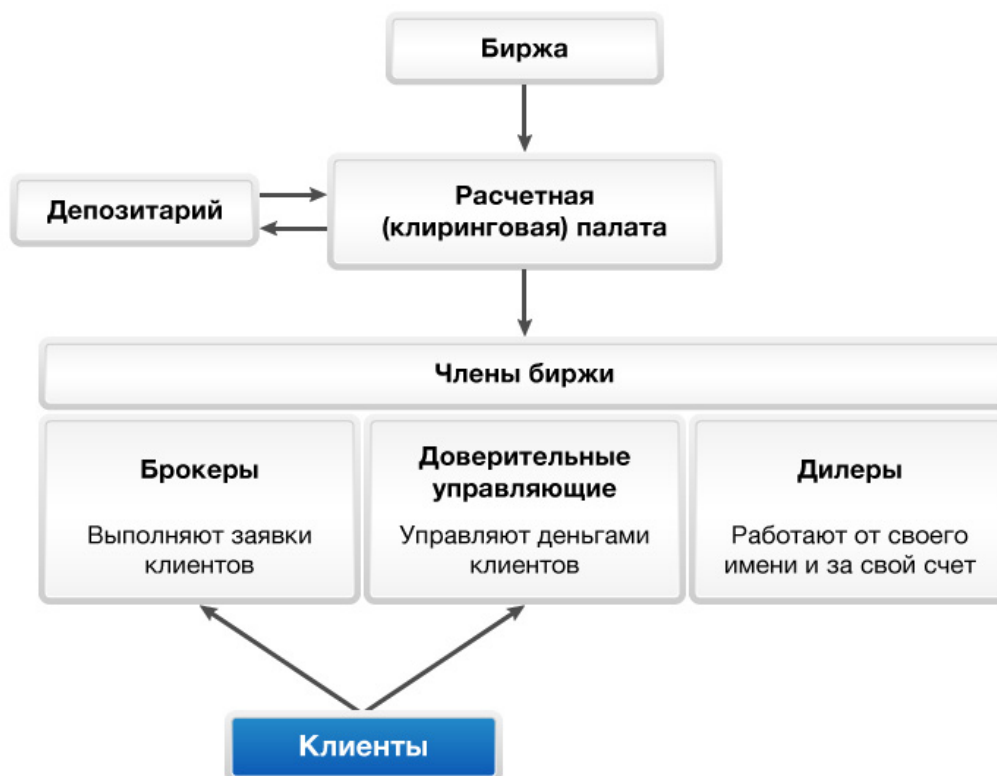 Биржа
Депозитарий
Расчетная
(клиринговая) палата
Члены биржи
Брокеры
Выполняют заявки
клиентов
Доверительные
управляющие
Управляют деньгами
клиентов
Дилеры
Работают от своего
имени и за свой счет
Клиенты